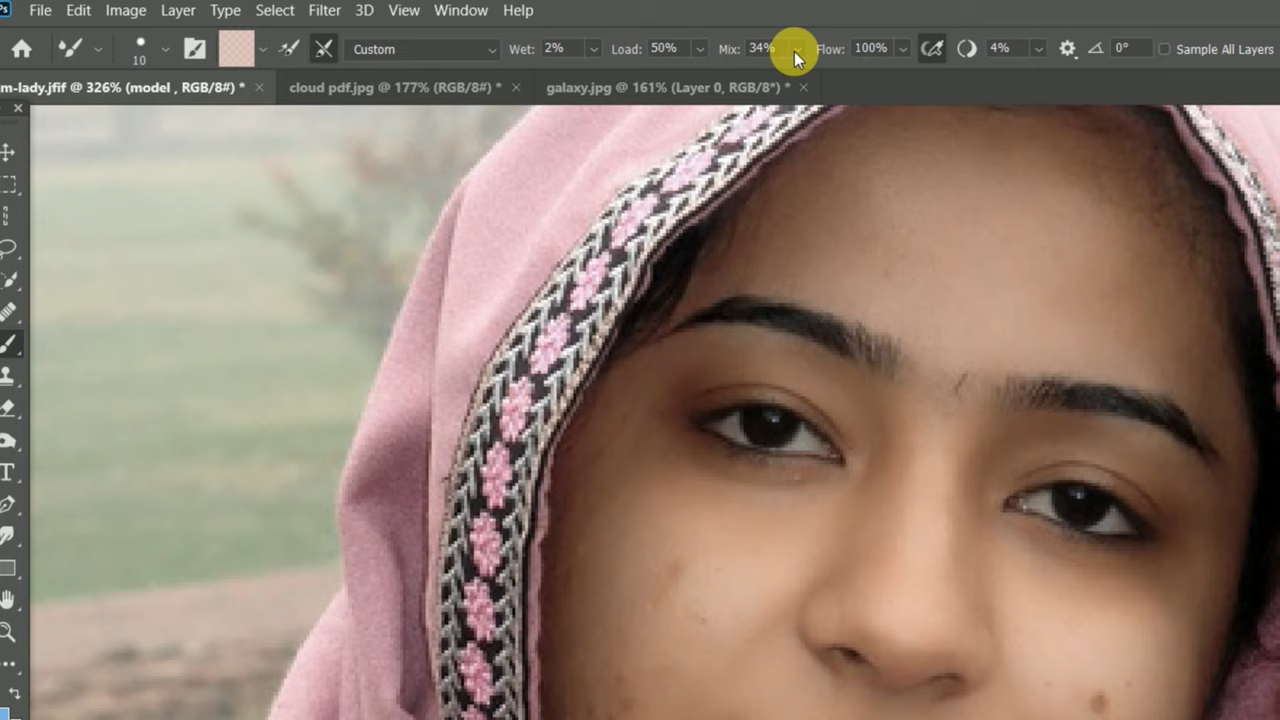 Ps File Edit Image Layer Type Select Filter 3D View Window Help
10 Custom Wet: 2% Load: 50% Mix: 34% Flow: 100% 4% 0° Sample All Layers
m-lady.jfif @ 326% (model , RGB/8#) * × cloud pdf.jpg @ 177% (RGB/8#) * × galaxy.jpg @ 161% (Layer 0, RGB/8*) * ×
T